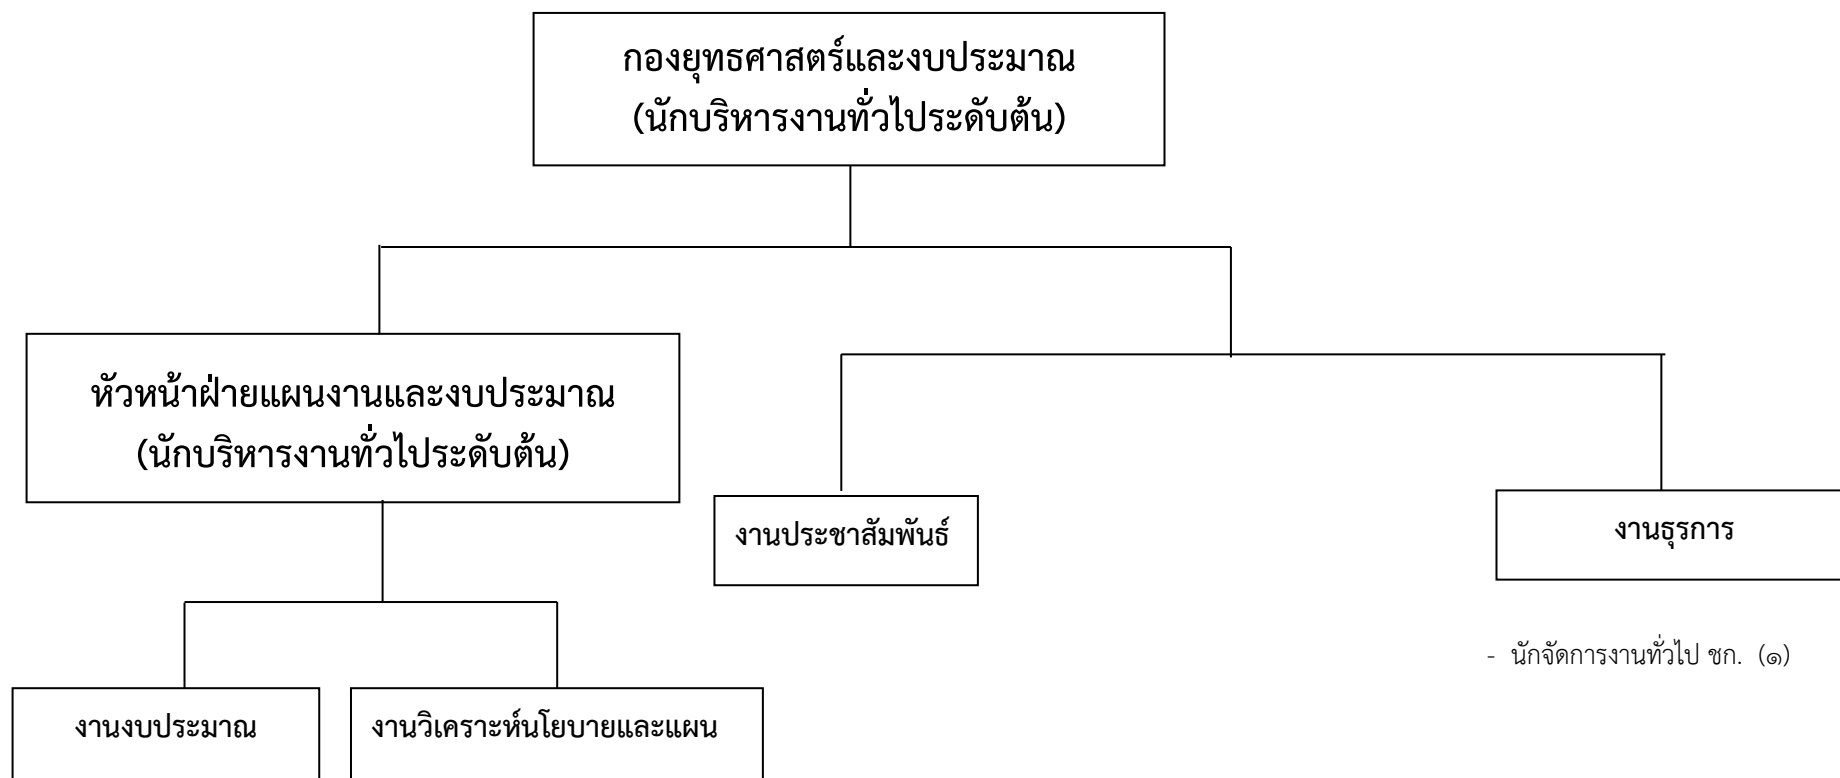 กองยุทธศาสตร์และงบประมาณ
(นักบริหารงานทั่วไประดับต้น)
หัวหน้าฝ่ายแผนงานและงบประมาณ
(นักบริหารงานทั่วไประดับต้น)
งานประชาสัมพันธ์
งานธุรการ
- นักจัดการงานทั่วไป ชก. (๑)
งานงบประมาณ
งานวิเคราะห์นโยบายและแผน